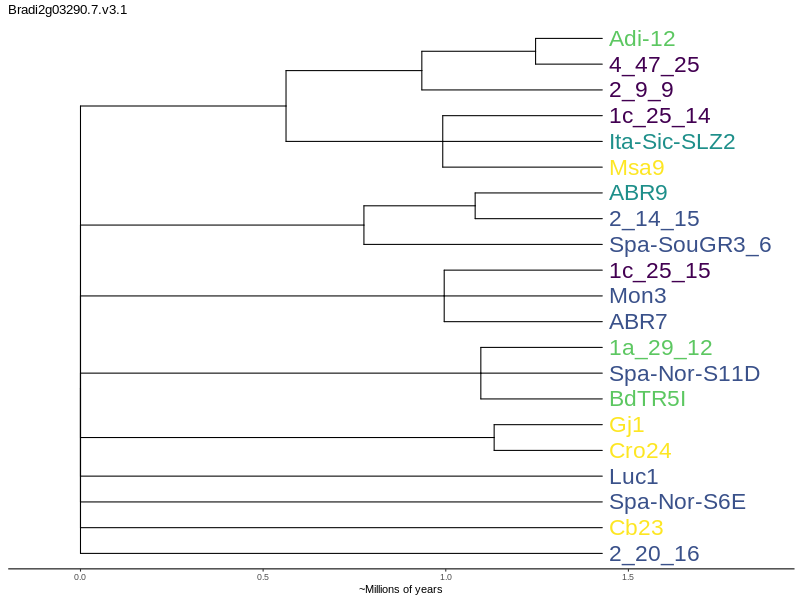 Bradi2g03290.7.v3.1
Adi-12
4_47_25
2_9_9
1c_25_14
Ita-Sic-SLZ2
Msa9
ABR9
2_14_15
Spa-SouGR3_6
1c_25_15
Mon3
ABR7
1a_29_12
Spa-Nor-S11D
BdTR5I
Gj1
Cro24
Luc1
Spa-Nor-S6E
Cb23
2_20_16
0.0 0.5 1.0 1.5
~Millions of years